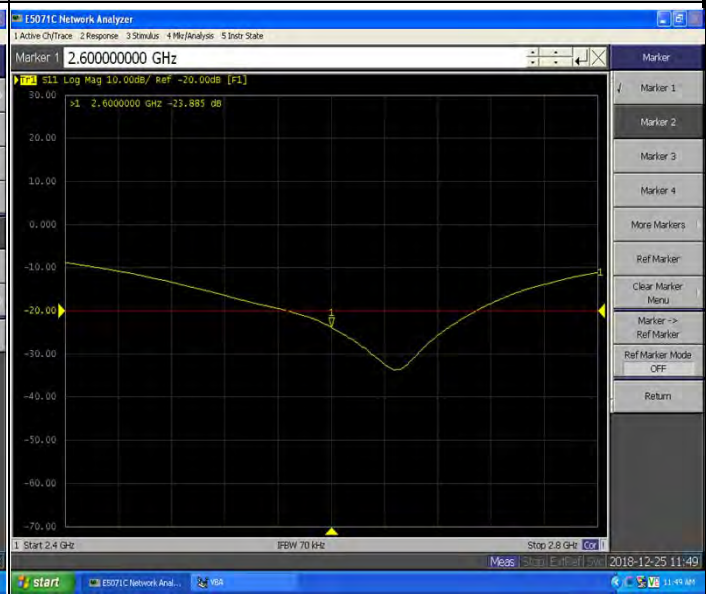 E5071C Network Analyzer
1 Active Ch/Trace 2 Response 3 Stimulus 4 Mkr/Analysis 5 Instr State
Marker 1 2.600000000 GHz
Marker
Tr1 S11 Log Mag 10.00dB/ Ref -20.00dB [F1]
>1 2.6000000 GHz -23.885 dB
30.00
20.00
10.00
0.000
-10.00
-20.00
-30.00
-40.00
-50.00
-60.00
-70.00
1
1
Marker 1
Marker 2
Marker 3
Marker 4
More Markers
Ref Marker
Clear Marker
Menu
Marker ->
Ref Marker
Ref Marker Mode
OFF
Return
1 Start 2.4 GHz IFBW 70 kHz Stop 2.8 GHz Cor !
Meas Stop ExtRef Svc 2018-12-25 11:49
start E5071C Network Anal... VBA 11:49 AM